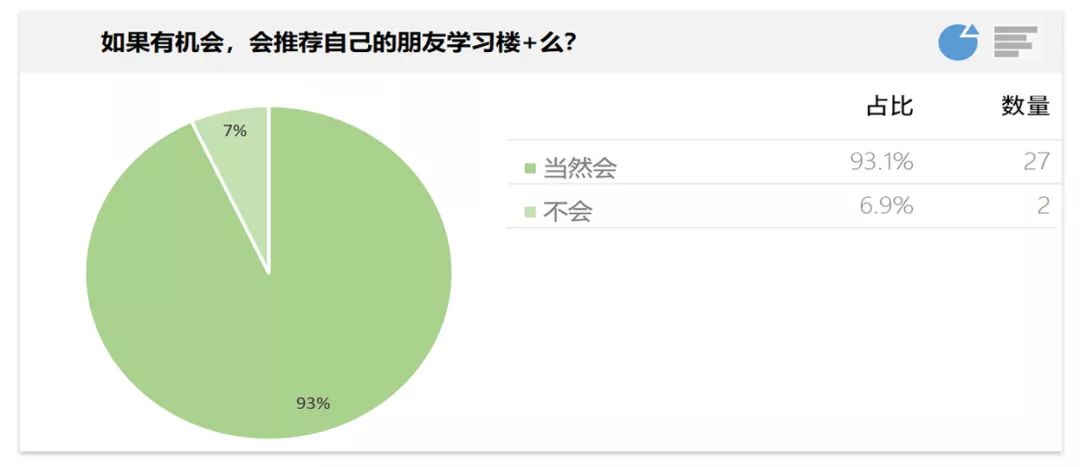 如果有机会，会推荐自己的朋友学习楼+么？
占比 数量
当然会 93.1% 27
不会 6.9% 2
7%
93%